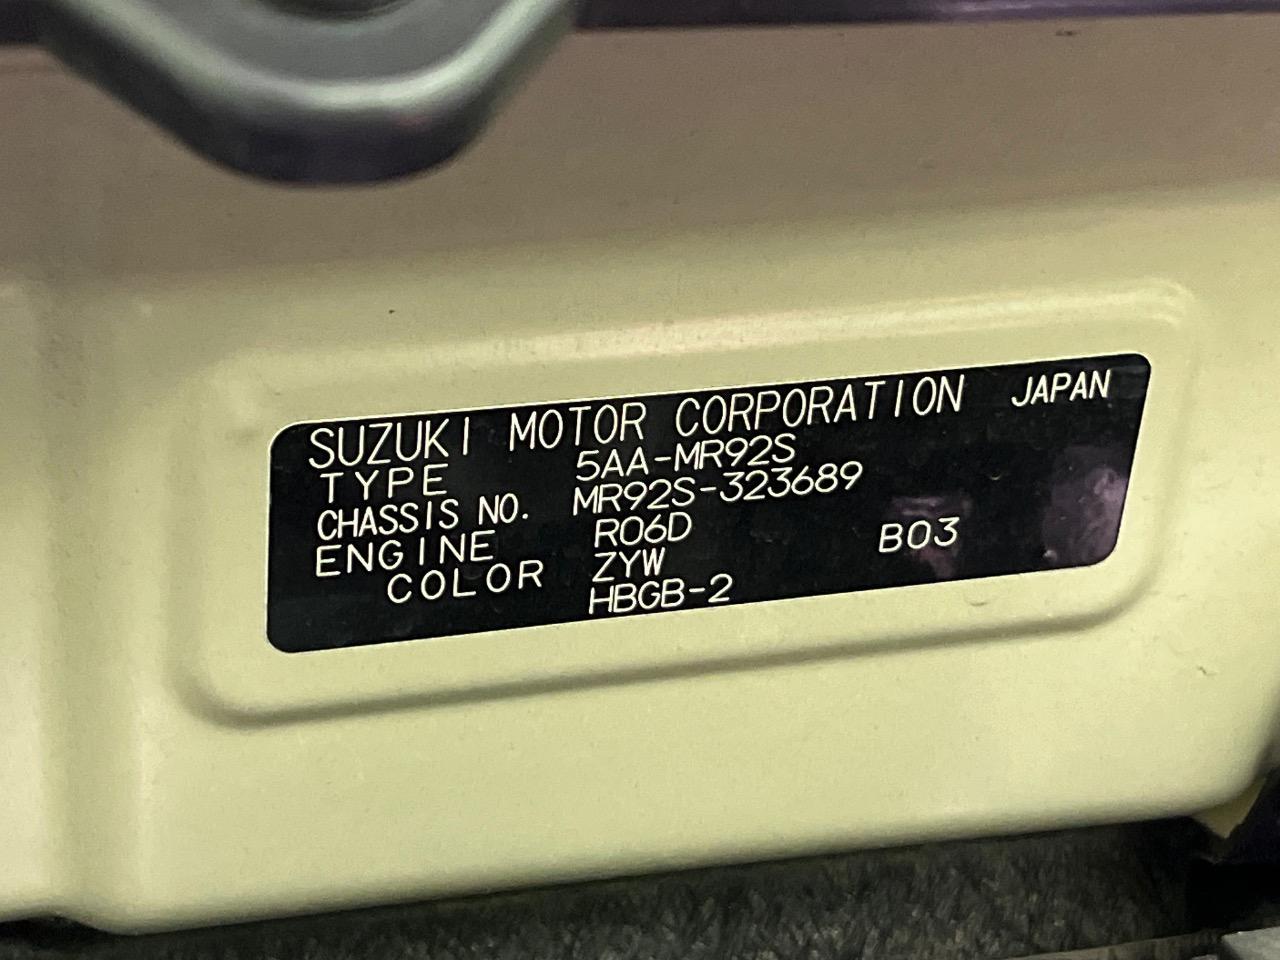 SUZUKI MOTOR CORPORATION JAPAN
TYPE 5AA-MR92S
CHASSIS NO. MR92S-323689
ENGINE R06D B03
COLOR ZYW
HBGB-2